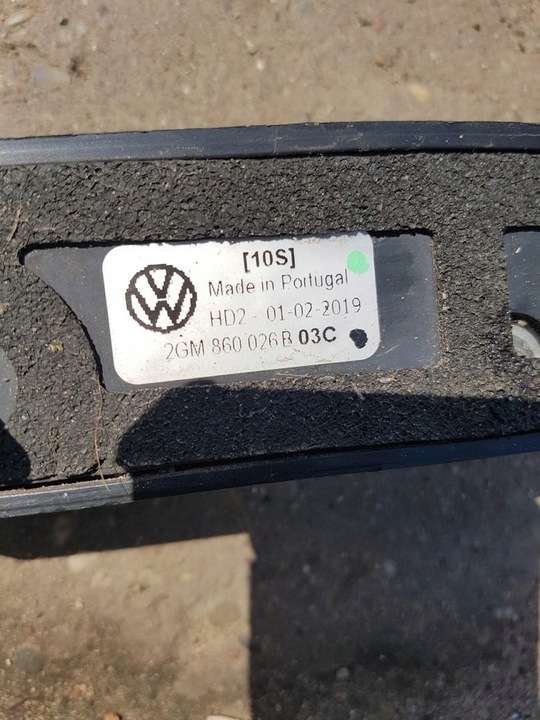 [10S]
Made in Portugal
HD2 - 01-02-2019
2GM 860 026 B 03C